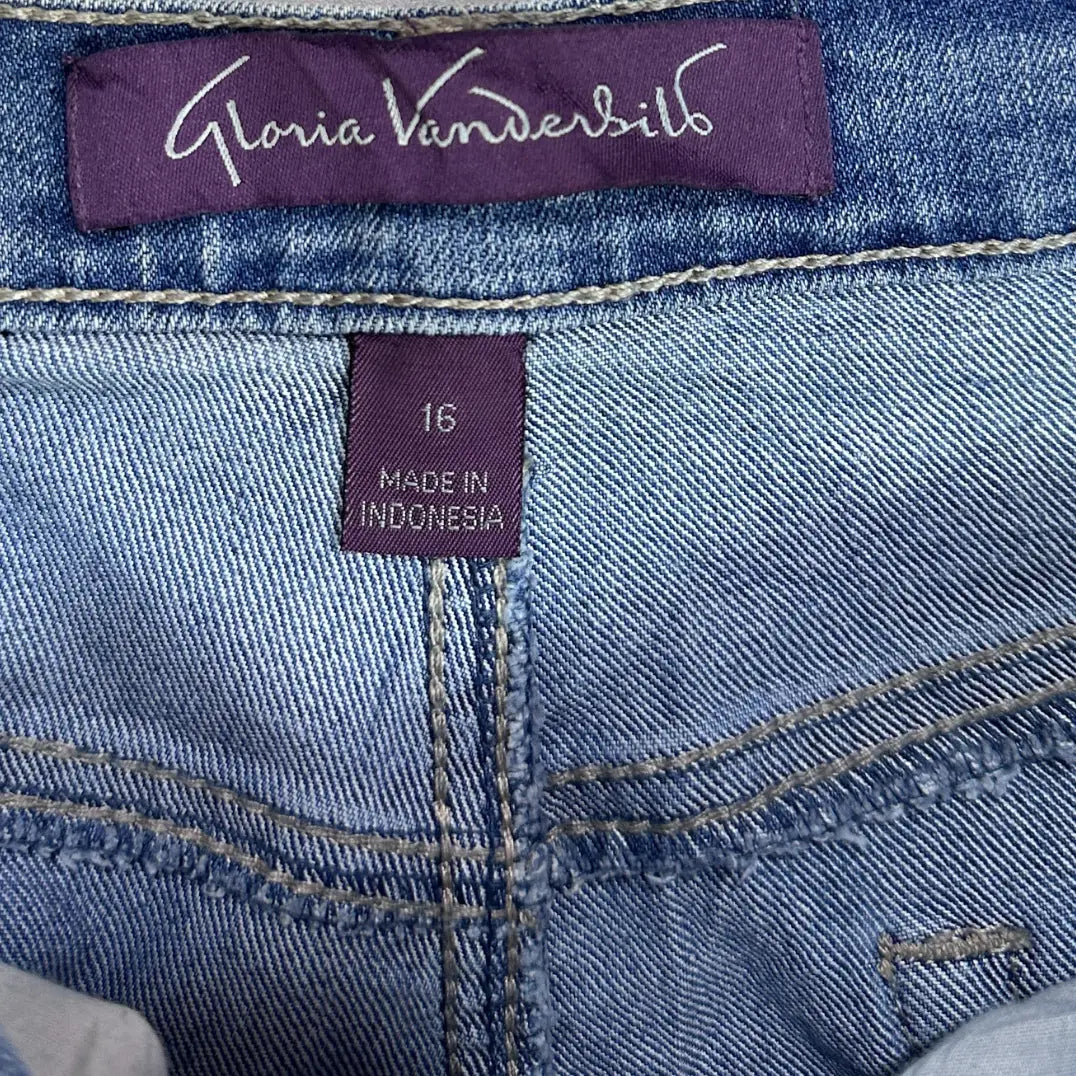 Gloria Vanderbilt
16
MADE IN
INDONESIA